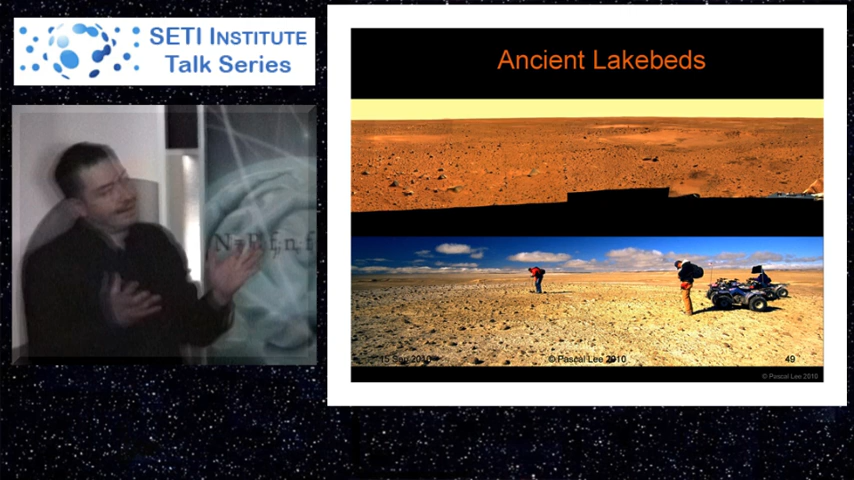 SETI INSTITUTE
Talk Series
Ancient Lakebeds
15 Sep 2010
© Pascal Lee 2010
49
© Pascal Lee 2010